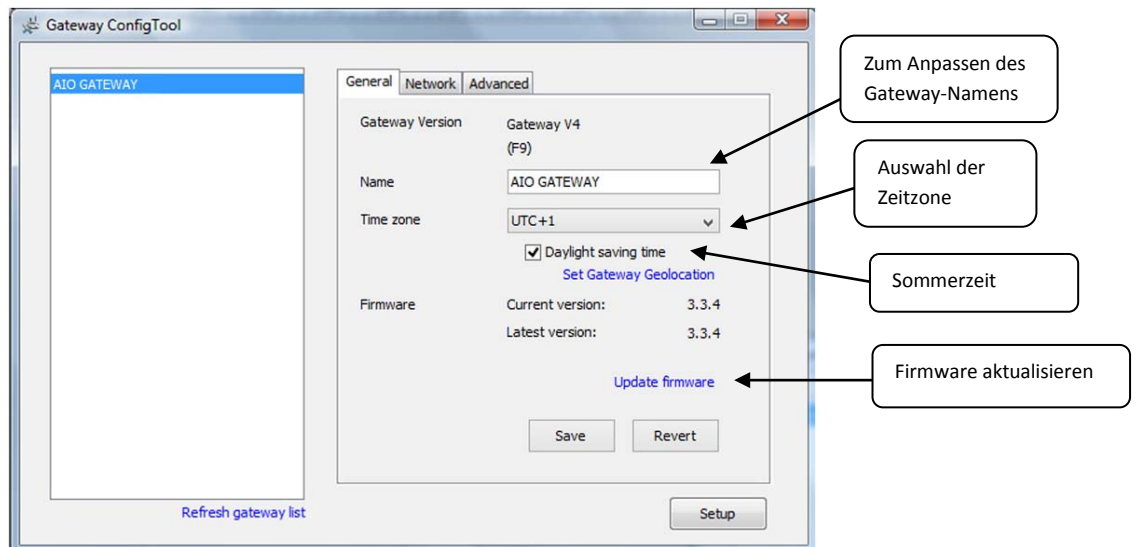 Gateway ConfigTool
AIO GATEWAY
Refresh gateway list
General Network Advanced
Gateway Version Gateway V4
(F9)
Name AIO GATEWAY
Time zone UTC+1
Daylight saving time
Set Gateway Geolocation
Firmware Current version: 3.3.4
Latest version: 3.3.4
Update firmware
Save Revert
Setup
Zum Anpassen des
Gateway-Namens
Auswahl der
Zeitzone
Sommerzeit
Firmware aktualisieren